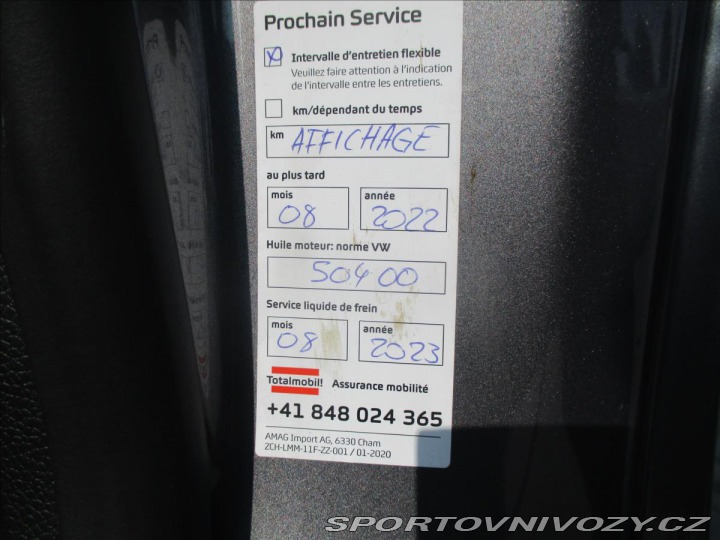 Prochain Service
Intervalle d'entretien flexible
Veuillez faire attention à l'indication
de l'intervalle entre les entretiens.
km/dépendant du temps
km AFFICHAGE
au plus tard
mois année
08 2022
Huile moteur: norme VW
504 00
Service liquide de frein
mois année
08 2023
Totalmobil! Assurance mobilité
+41 848 024 365
AMAG Import AG, 6330 Cham
ZCH-LMM-11F-ZZ-001 / 01-2020
SPORTOVNIVOZY.CZ